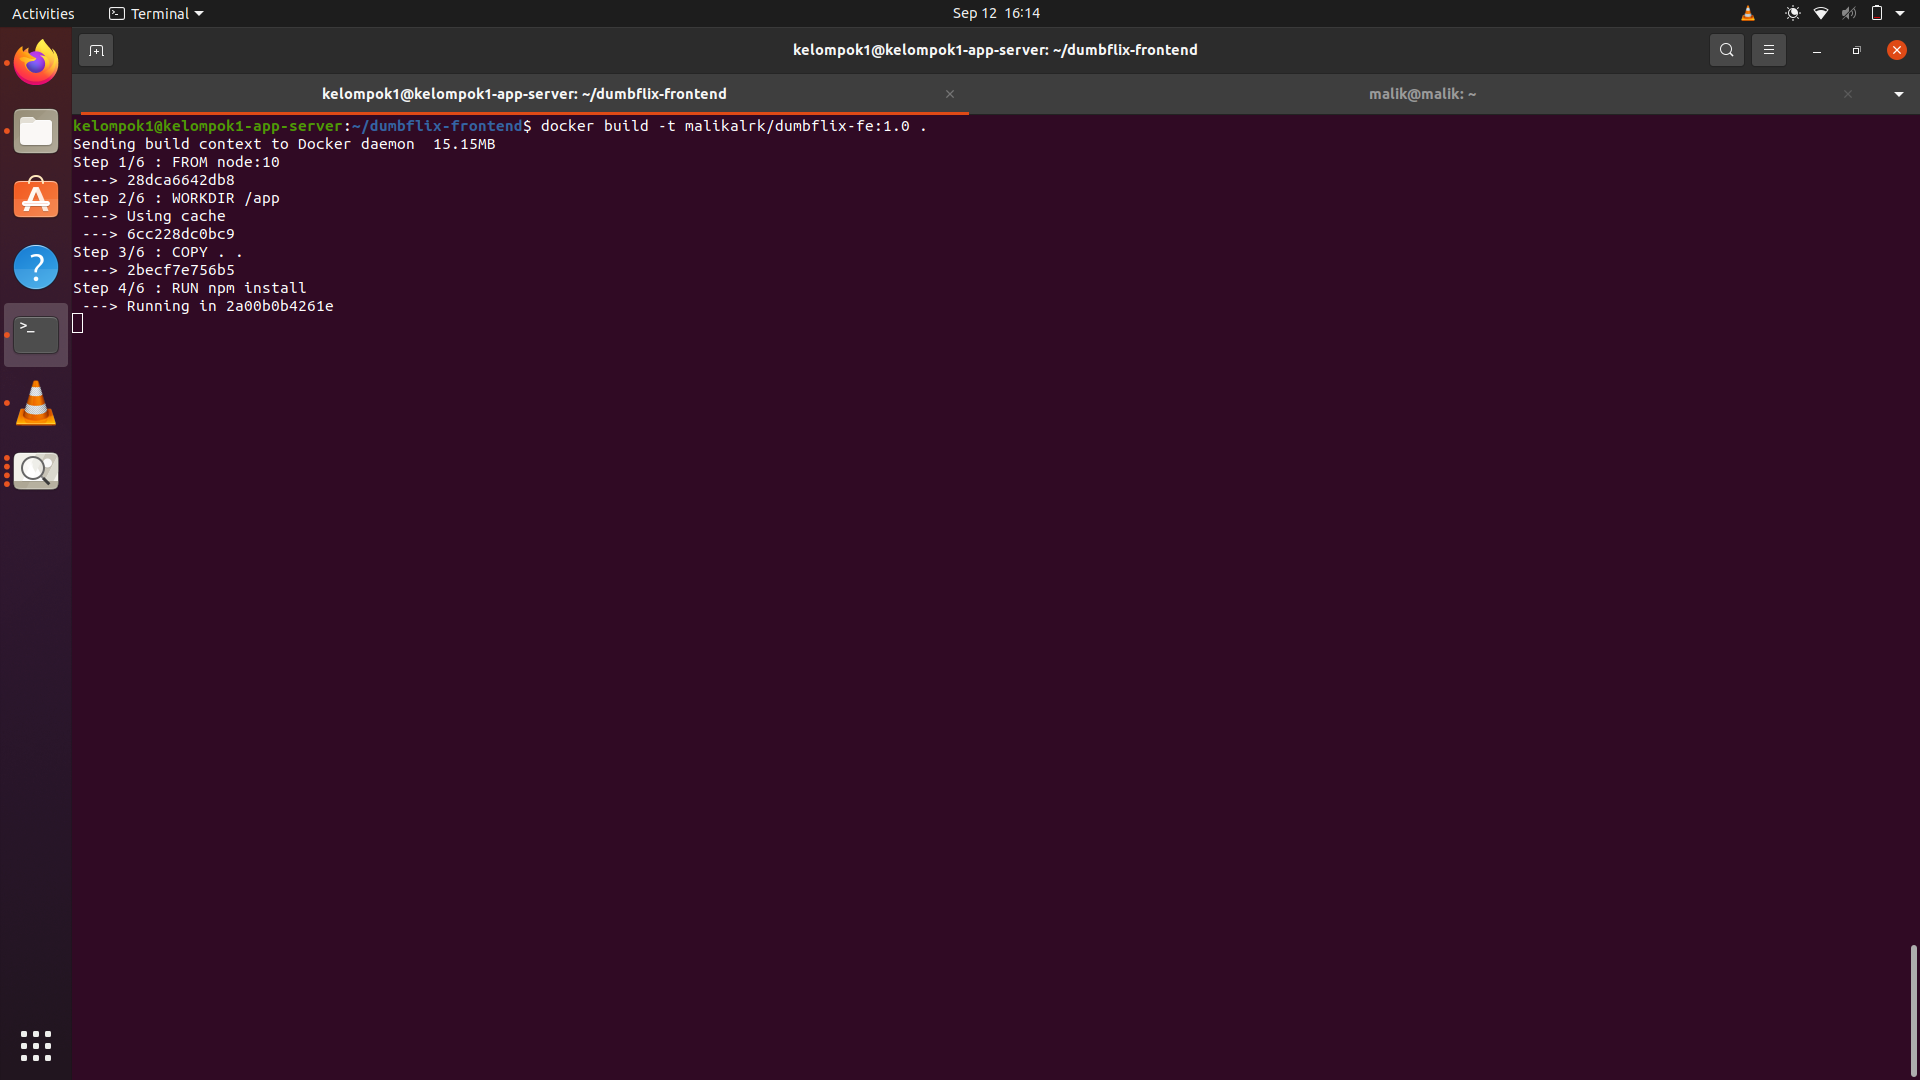 Activities
Terminal
Sep 12 16:14
kelompok1@kelompok1-app-server: ~/dumbflix-frontend
kelompok1@kelompok1-app-server: ~/dumbflix-frontend
malik@malik: ~
kelompok1@kelompok1-app-server:~/dumbflix-frontend$ docker build -t malikalrk/dumbflix-fe:1.0 .
Sending build context to Docker daemon  15.15MB
Step 1/6 : FROM node:10
 ---> 28dca6642db8
Step 2/6 : WORKDIR /app
 ---> Using cache
 ---> 6cc228dc0bc9
Step 3/6 : COPY . .
 ---> 2becf7e756b5
Step 4/6 : RUN npm install
 ---> Running in 2a00b0b4261e